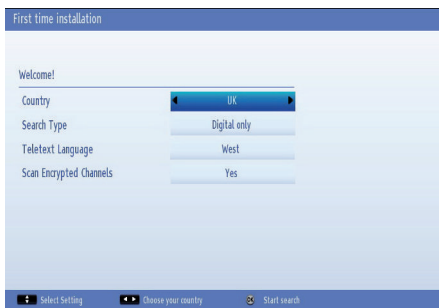 First time installation
Welcome!
Country UK
Search Type Digital only
Teletext Language West
Scan Encrypted Channels Yes
Select Setting Choose your country OK Start search